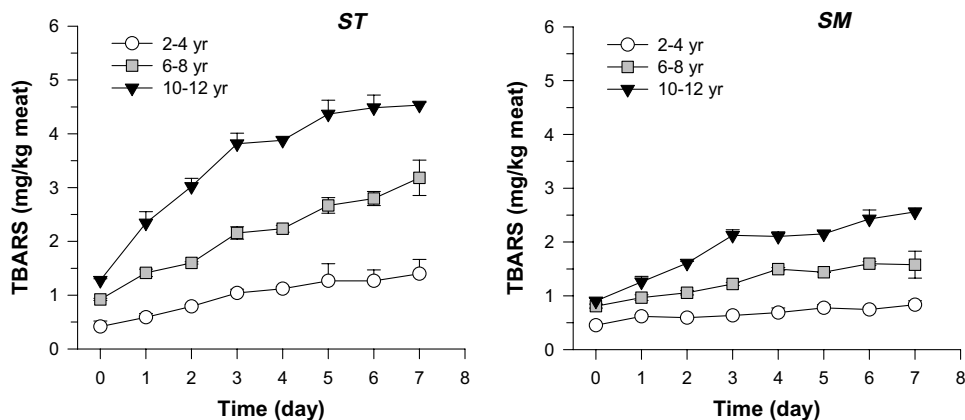 ST
2-4 yr
6-8 yr
10-12 yr
TBARS (mg/kg meat)
6
5
4
3
2
1
0
0 1 2 3 4 5 6 7 8
Time (day)
SM
2-4 yr
6-8 yr
10-12 yr
TBARS (mg/kg meat)
6
5
4
3
2
1
0
0 1 2 3 4 5 6 7 8
Time (day)